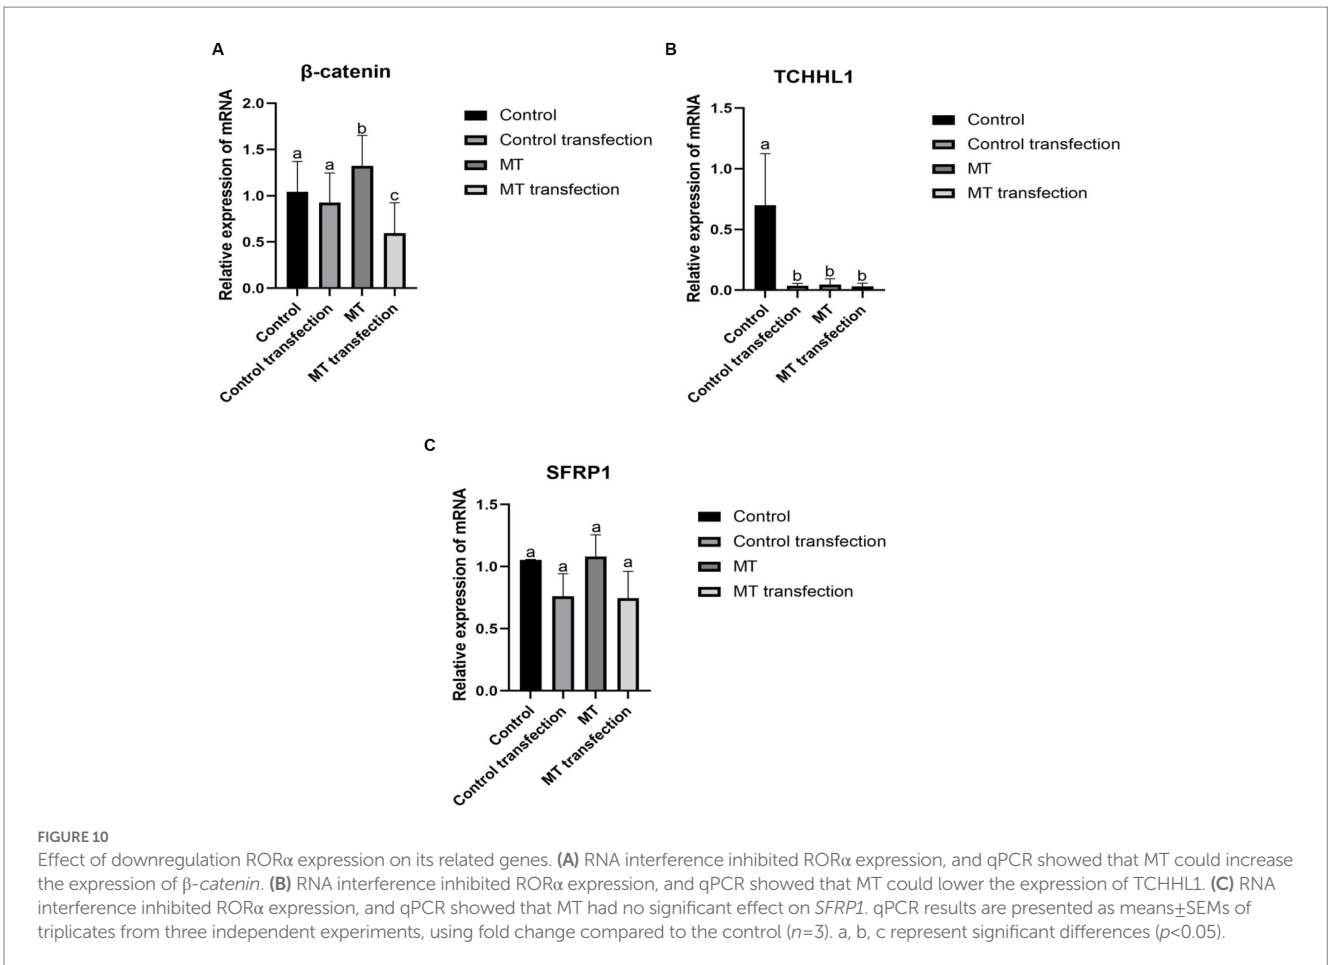 A
β-catenin
Relative expression of mRNA
2.0
1.5
1.0
0.5
0.0
a
a
b
c
Control
Control transfection
MT
MT transfection
Control
Control transfection
MT
MT transfection
B
TCHHL1
Relative expression of mRNA
1.5
1.0
0.5
0.0
a
b
b
b
Control
Control transfection
MT
MT transfection
Control
Control transfection
MT
MT transfection
C
SFRP1
Relative expression of mRNA
1.5
1.0
0.5
0.0
a
a
a
a
Control
Control transfection
MT
MT transfection
Control
Control transfection
MT
MT transfection
FIGURE 10
Effect of downregulation RORα expression on its related genes. (A) RNA interference inhibited RORα expression, and qPCR showed that MT could increase
the expression of β-catenin. (B) RNA interference inhibited RORα expression, and qPCR showed that MT could lower the expression of TCHHL1. (C) RNA
interference inhibited RORα expression, and qPCR showed that MT had no significant effect on SFRP1. qPCR results are presented as means±SEMs of
triplicates from three independent experiments, using fold change compared to the control (n=3). a, b, c represent significant differences (p<0.05).